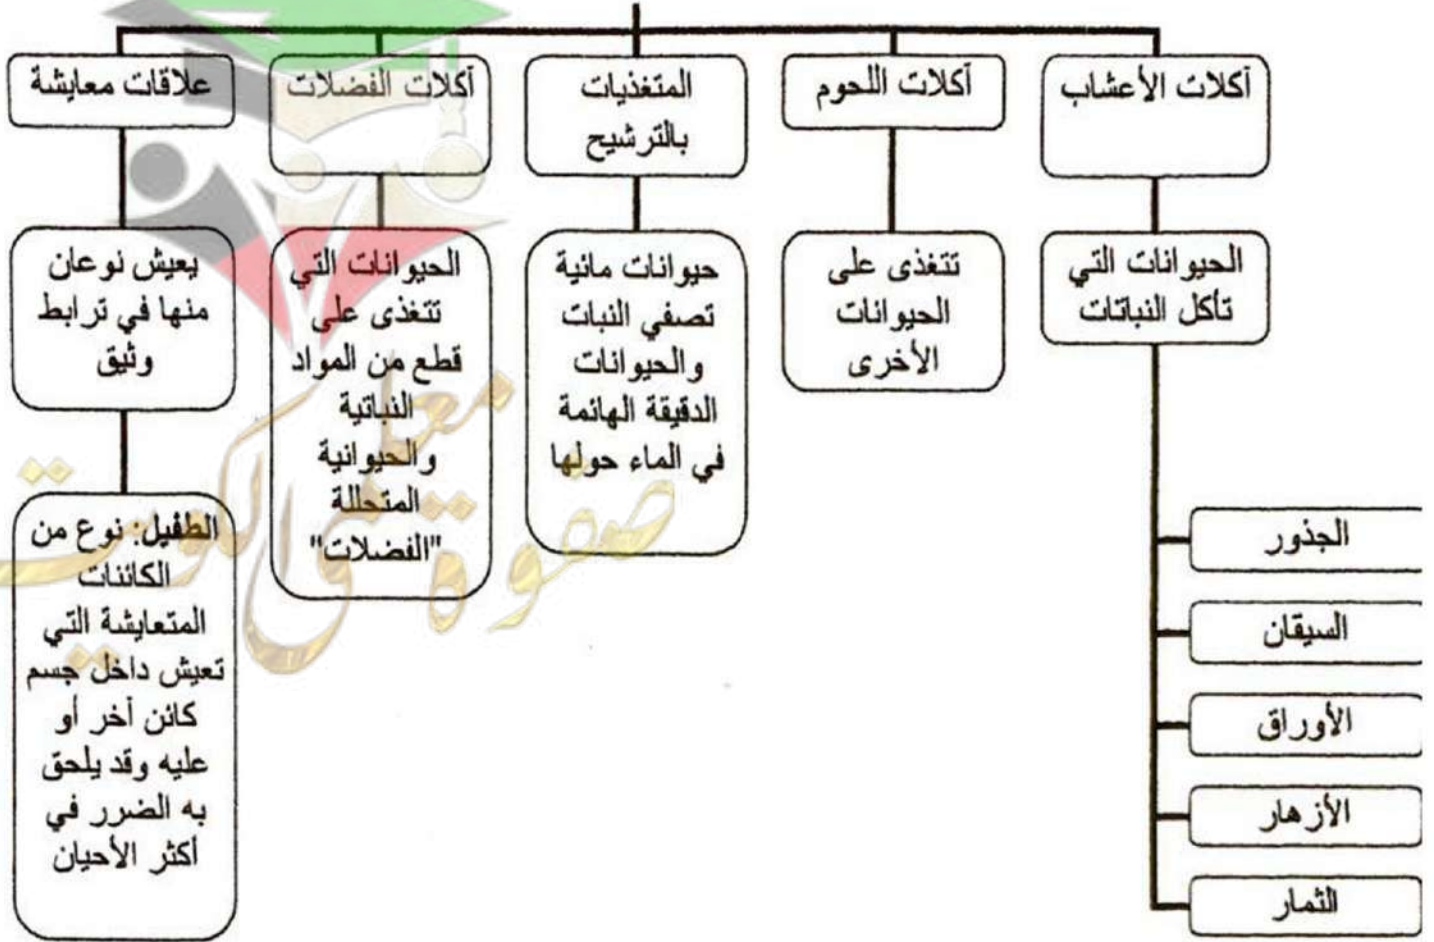 آكلات الأعشاب
الحيوانات التي
تأكل النباتات
الجذور
السيقان
الأوراق
الأزهار
الثمار
آكلات اللحوم
تتغذى على
الحيوانات
الأخرى
المتغذيات
بالترشيح
حيوانات مائية
تصفي النبات
والحيوانات
الدقيقة الهائمة
في الماء حولها
آكلات الفضلات
الحيوانات التي
تتغذى على
قطع من المواد
النباتية
والحيوانية
المتحللة
"الفضلات"
علاقات معايشة
يعيش نوعان
منها في ترابط
وثيق
الطفيل: نوع من
الكائنات
المتعايشة التي
تعيش داخل جسم
كائن آخر أو
عليه وقد يلحق
به الضرر في
أكثر الأحيان
صفوة معلمى الكويت